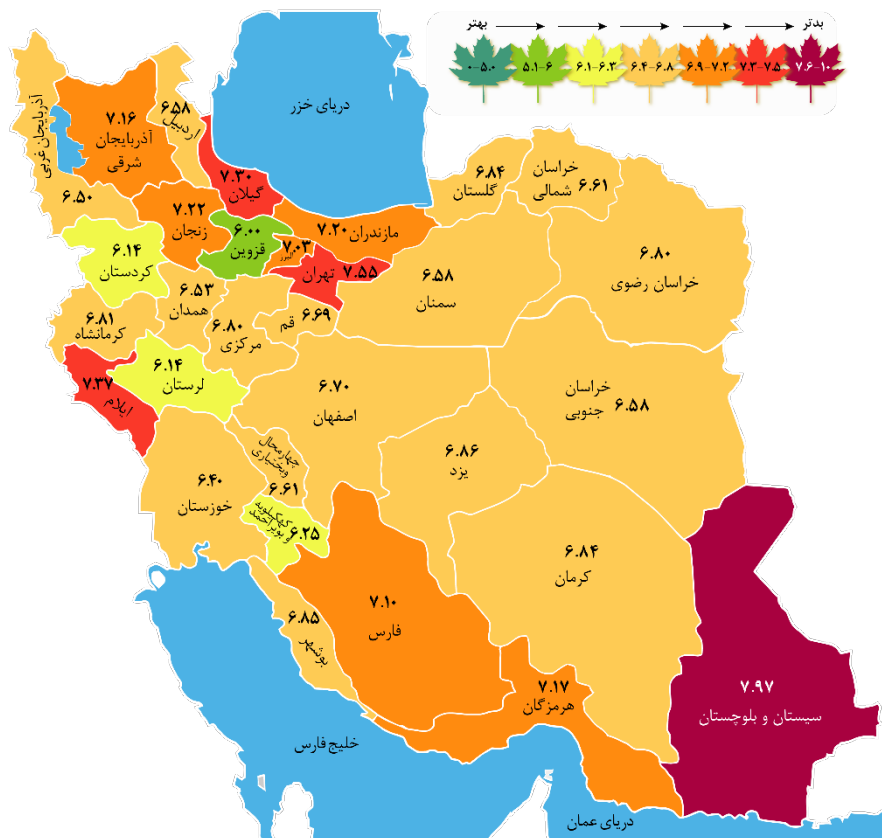 بهتر
بدتر
۰-۵.۰
۵.۱-۶
۶.۱-۶.۳
۶.۴-۶.۸
۶.۹-۷.۲
۷.۳-۷.۵
۷.۶-۱۰
دریای خزر
آذربایجان غربی
۶.۵۰
۷.۱۶
آذربایجان
شرقی
۶.۵۸
اردبیل
۷.۳۰
گیلان
۷.۲۲
زنجان
۶.۰۰
قزوین
۷.۰۳
البرز
۷.۲۰ مازندران
تهران ۷.۵۵
۶.۸۴
گلستان
خراسان
شمالی ۶.۶۱
۶.۸۰
خراسان رضوی
۶.۵۸
سمنان
۶.۱۴
کردستان
۶.۵۳
همدان
۶.۸۱
کرمانشاه
۶.۸۰
مرکزی
قم ۶.۶۹
۷.۳۷
ایلام
۶.۱۴
لرستان
۶.۷۰
اصفهان
خراسان
جنوبی ۶.۵۸
۶.۸۶
یزد
چهارمحال
وبختیاری
۶.۶۱
۶.۴۰
خوزستان
کهکیلویه
و بویراحمد
۶.۲۵
۶.۸۴
کرمان
۷.۱۰
فارس
۶.۸۵
بوشهر
۷.۱۷
هرمزگان
۷.۹۷
سیستان و بلوچستان
خلیج فارس
دریای عمان